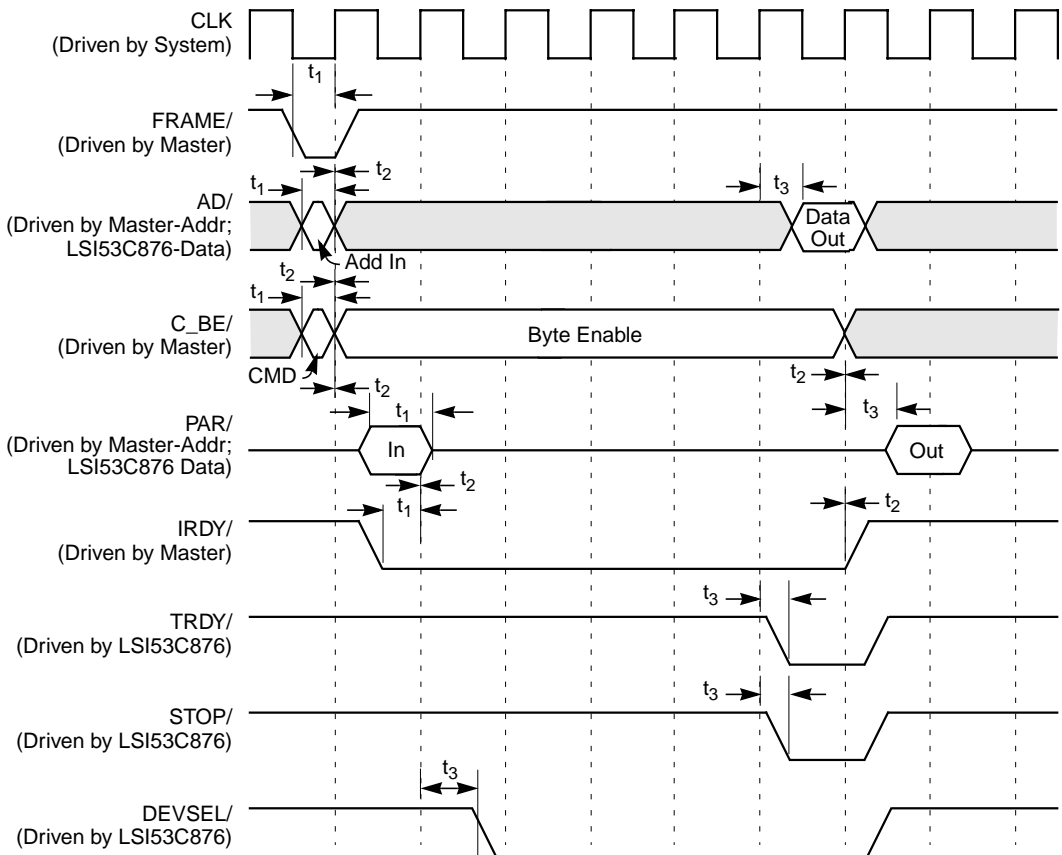 CLK
(Driven by System)
t1
FRAME/
(Driven by Master)
t2
t1
t3
AD/
(Driven by Master-Addr;
LSI53C876-Data)
Data
Out
Add In
t2
t1
C_BE/
(Driven by Master)
Byte Enable
CMD
t2
t2
t1
t3
PAR/
(Driven by Master-Addr;
LSI53C876 Data)
In
Out
t2
t1
t2
IRDY/
(Driven by Master)
t3
TRDY/
(Driven by LSI53C876)
t3
STOP/
(Driven by LSI53C876)
t3
DEVSEL/
(Driven by LSI53C876)